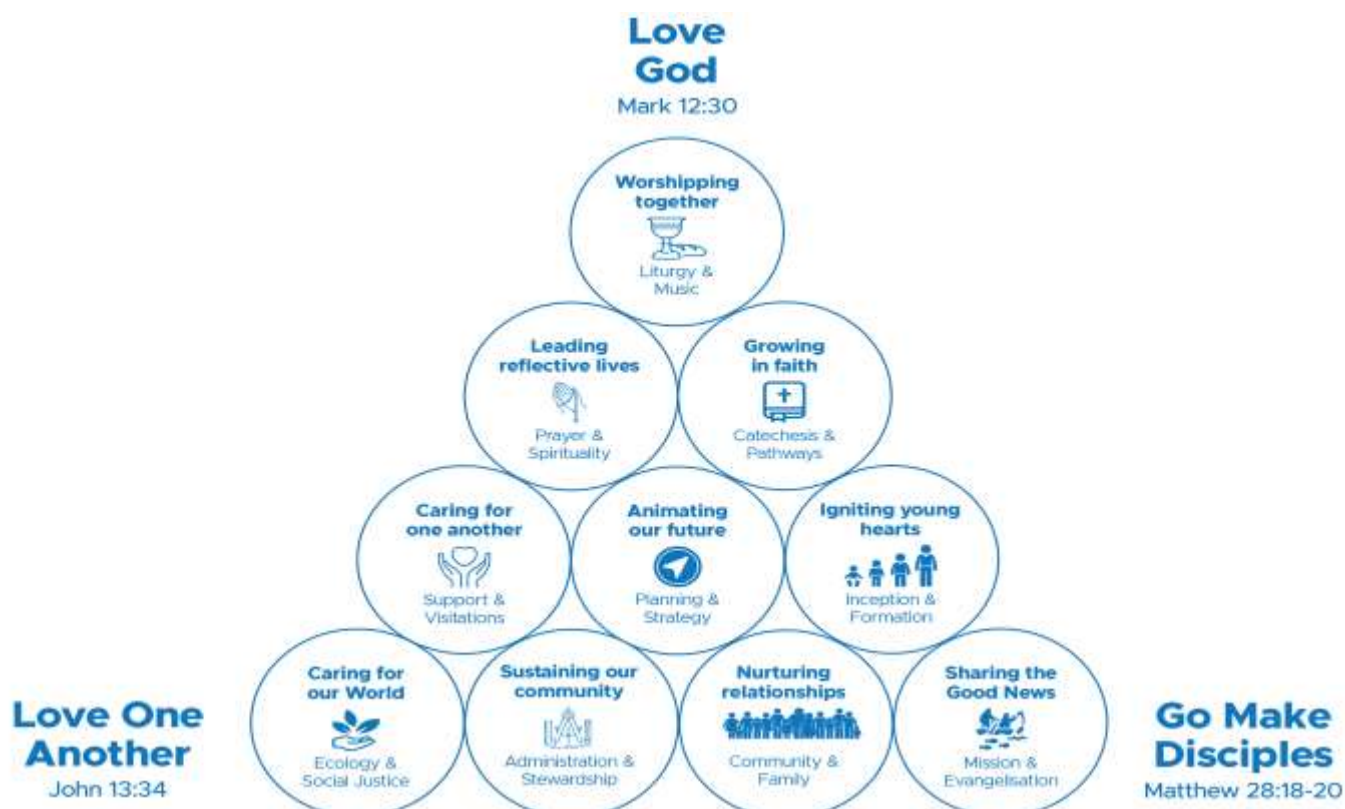 Love
God
Mark 12:30
Worshipping
together
Liturgy &
Music
Leading
reflective lives
Prayer &
Spirituality
Growing
in faith
Catechesis &
Pathways
Caring for
one another
Support &
Visitations
Animating
our future
Planning &
Strategy
Igniting young
hearts
Inception &
Formation
Caring for
our World
Ecology &
Social Justice
Sustaining our
community
Administration &
Stewardship
Nurturing
relationships
Community &
Family
Sharing the
Good News
Mission &
Evangelisation
Love One
Another
John 13:34
Go Make
Disciples
Matthew 28:18-20